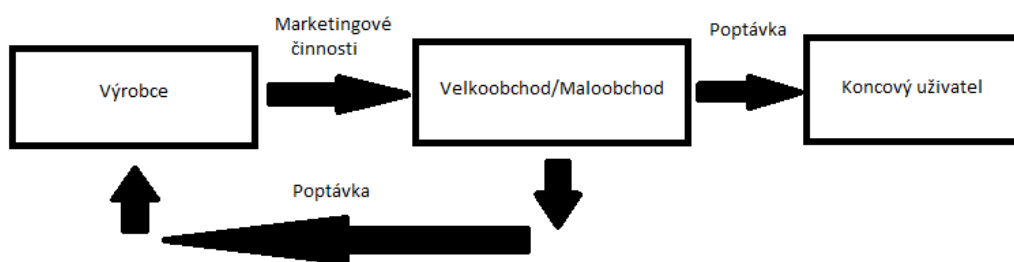 Marketingové
činnosti
Poptávka
Výrobce
Velkoobchod/Maloobchod
Koncový uživatel
Poptávka